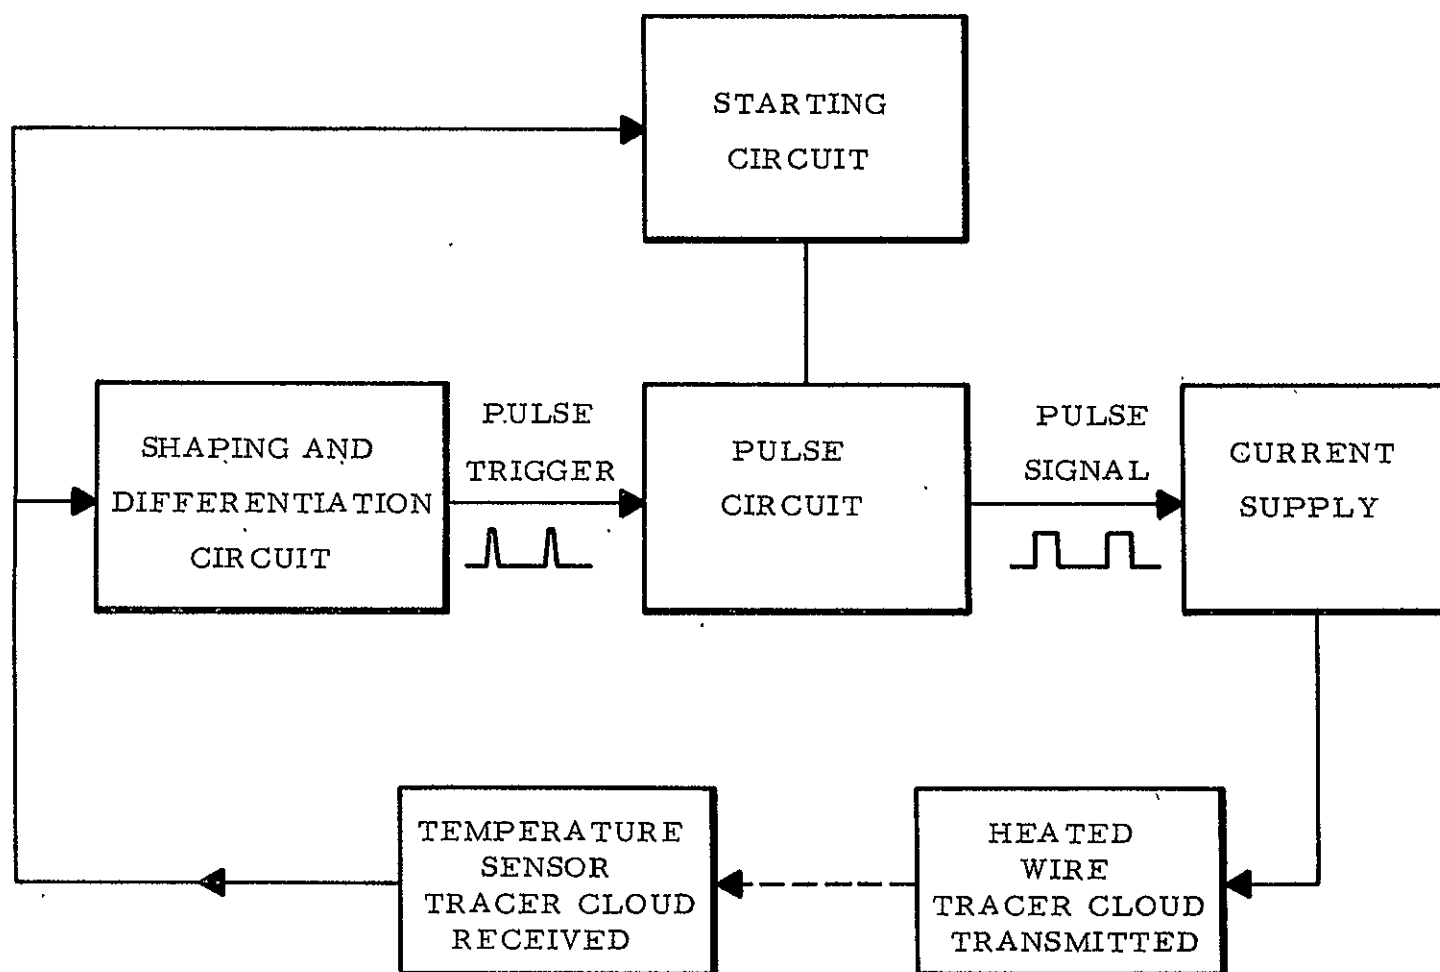 STARTING
CIRCUIT
SHAPING AND
DIFFERENTIATION
CIRCUIT
PULSE
TRIGGER
PULSE
CIRCUIT
PULSE
SIGNAL
CURRENT
SUPPLY
TEMPERATURE
SENSOR
TRACER CLOUD
RECEIVED
HEATED
WIRE
TRACER CLOUD
TRANSMITTED